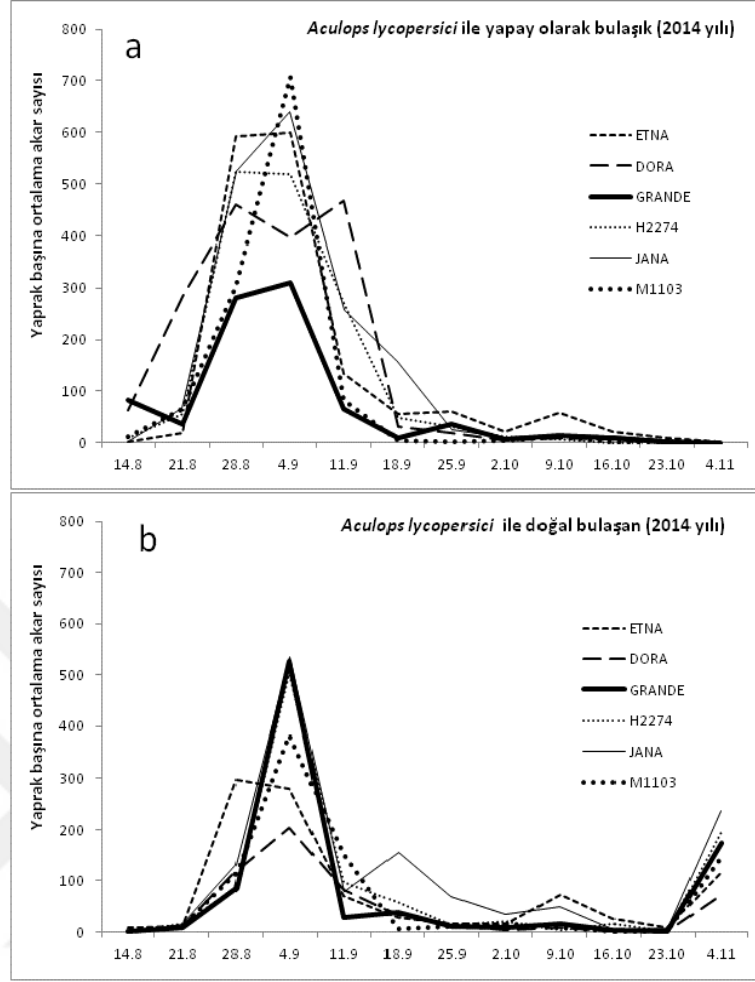 Aculops lycopersici ile yapay olarak bulaşık (2014 yılı)
a
Yaprak başına ortalama akar sayısı
800
700
600
500
400
300
200
100
0
ETNA
DORA
GRANDE
H2274
JANA
M1103
14.8 21.8 28.8 4.9 11.9 18.9 25.9 2.10 9.10 16.10 23.10 4.11
Aculops lycopersici ile doğal bulaşan (2014 yılı)
b
Yaprak başına ortalama akar sayısı
800
700
600
500
400
300
200
100
0
ETNA
DORA
GRANDE
H2274
JANA
M1103
14.8 21.8 28.8 4.9 11.9 18.9 25.9 2.10 9.10 16.10 23.10 4.11